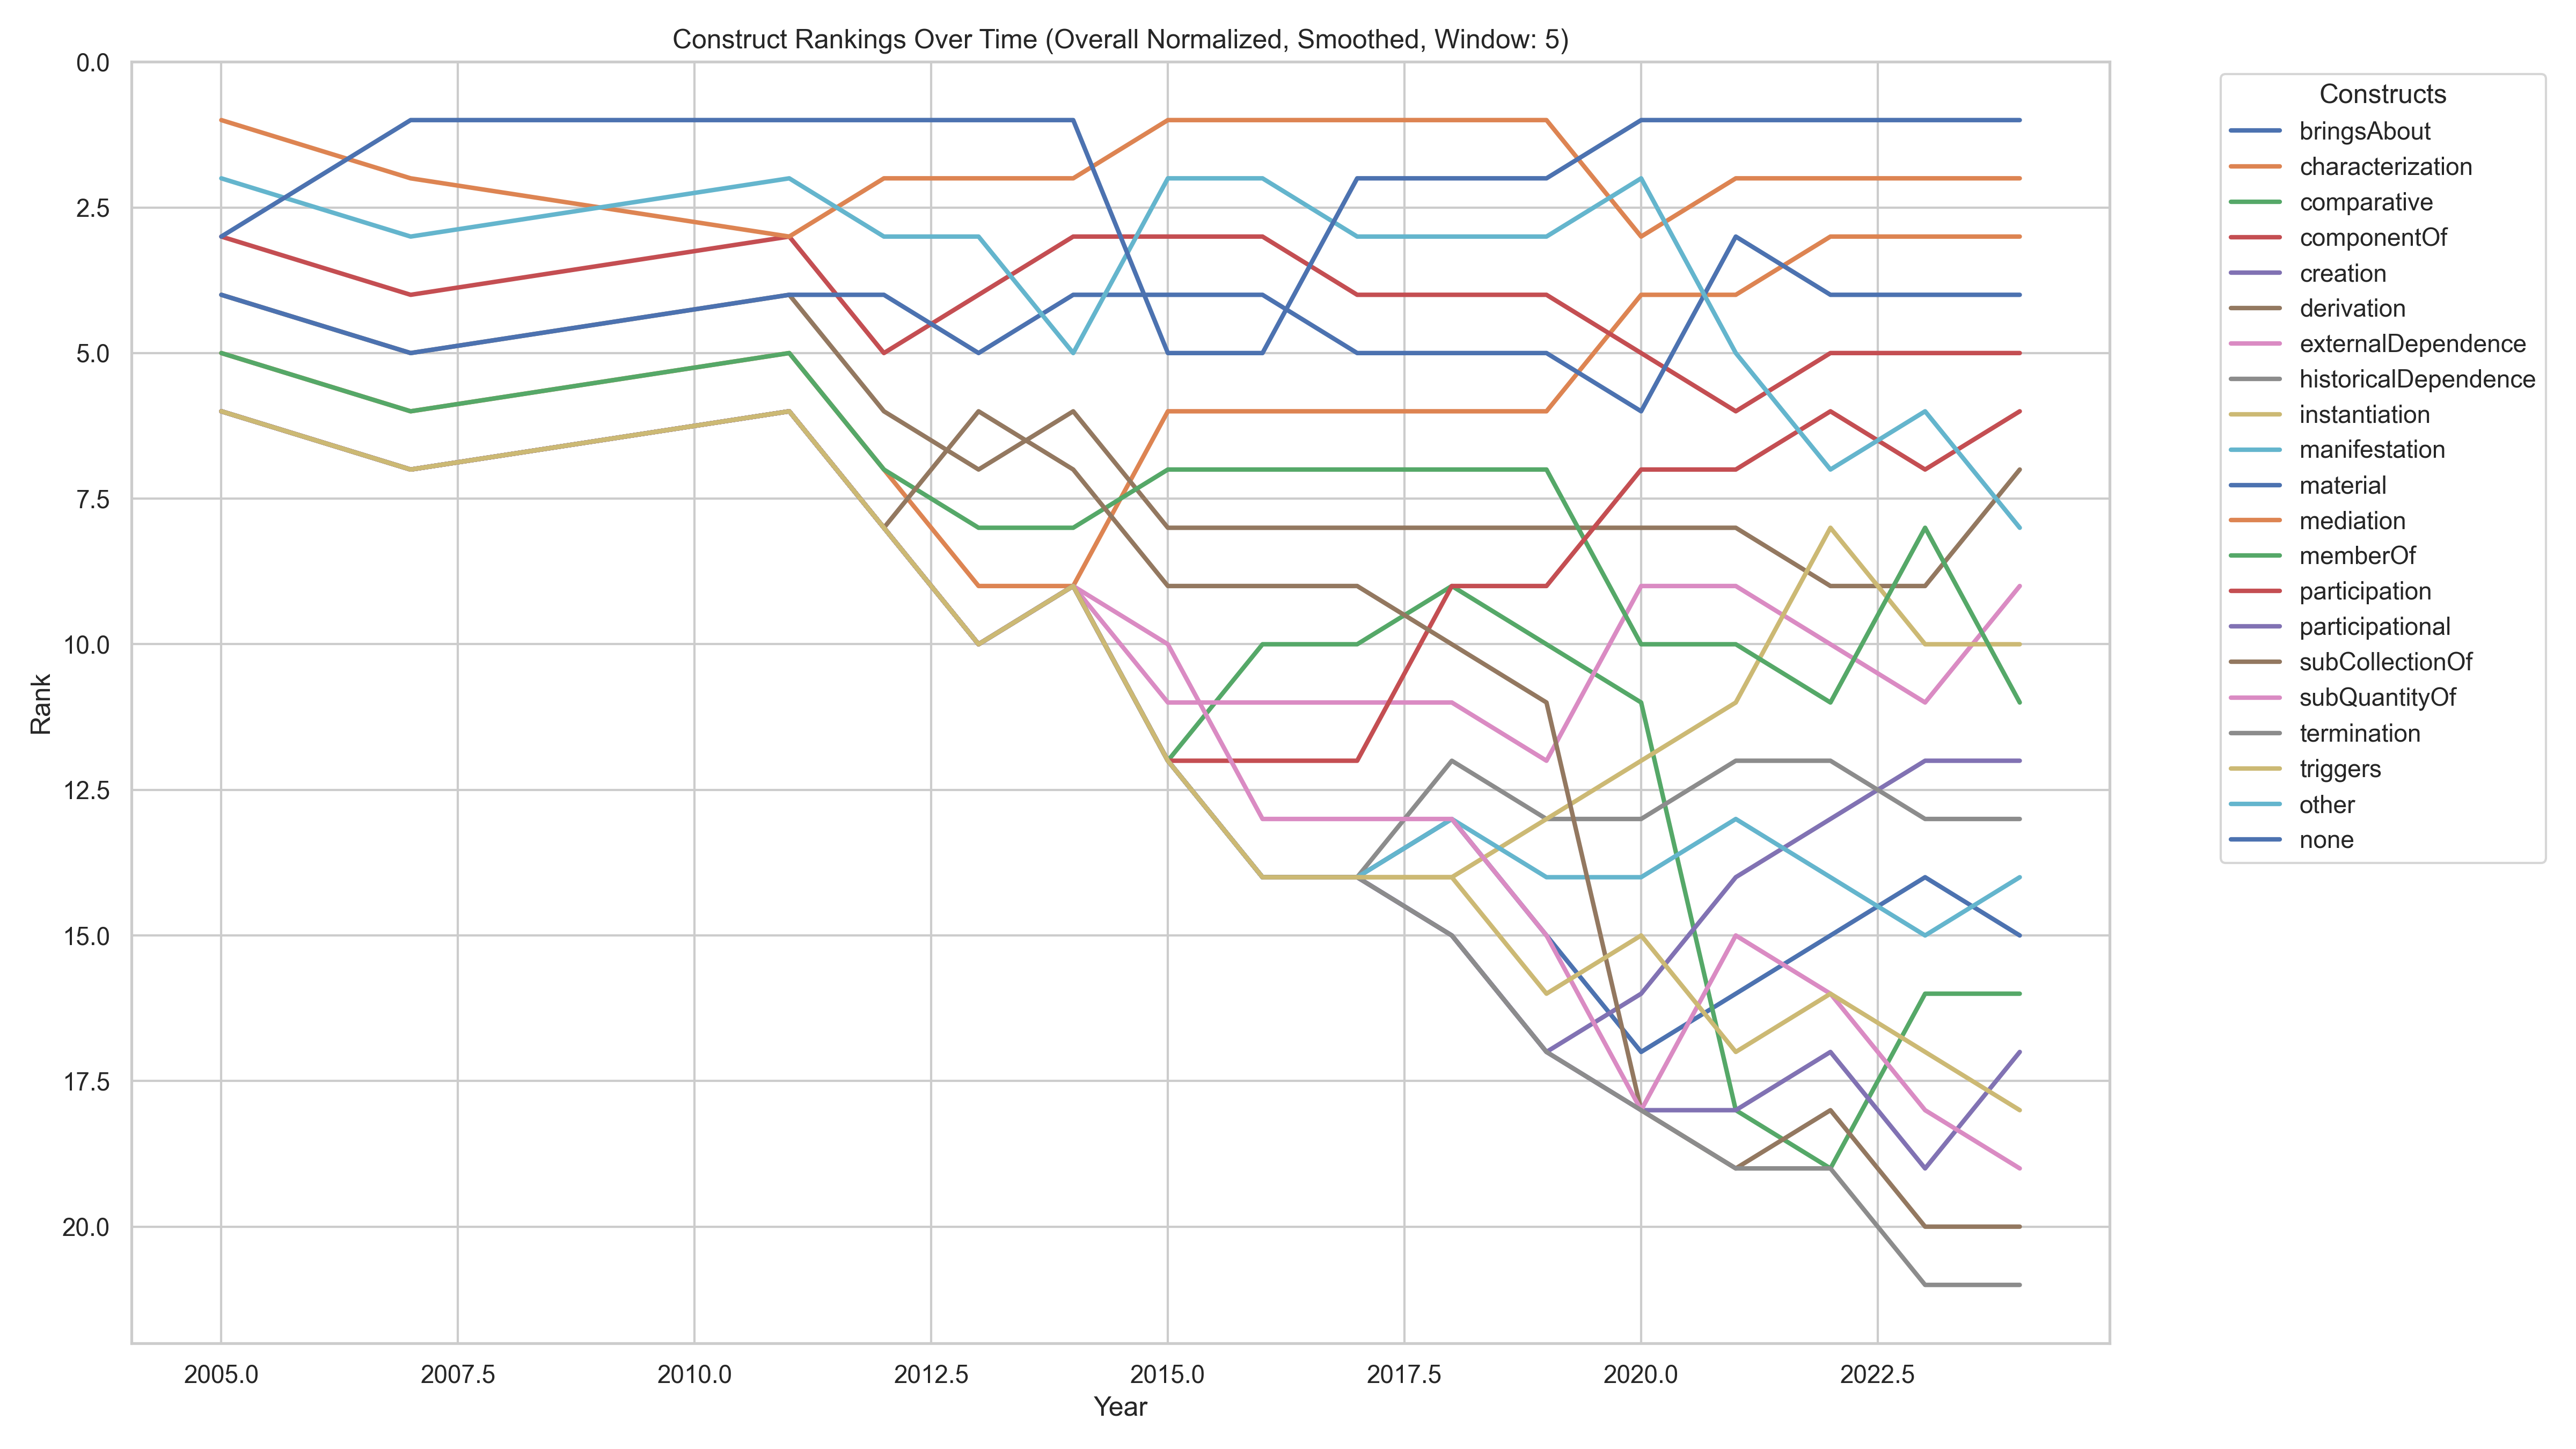 Construct Rankings Over Time (Overall Normalized, Smoothed, Window: 5)
0.0
2.5
5.0
7.5
10.0
12.5
15.0
17.5
20.0
Rank
2005.0 2007.5 2010.0 2012.5 2015.0 2017.5 2020.0 2022.5
Year
Constructs
bringsAbout
characterization
comparative
componentOf
creation
derivation
externalDependence
historicalDependence
instantiation
manifestation
material
mediation
memberOf
participation
participational
subCollectionOf
subQuantityOf
termination
triggers
other
none